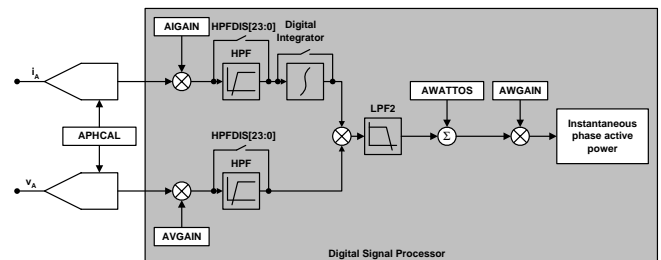 AIGAIN
HPFDIS[23:0]
Digital
Integrator
HPF
iA
APHCAL
HPFDIS[23:0]
HPF
LPF2
AWATTOS
AWGAIN
Σ
Instantaneous
phase active
power
vA
AVGAIN
Digital Signal Processor